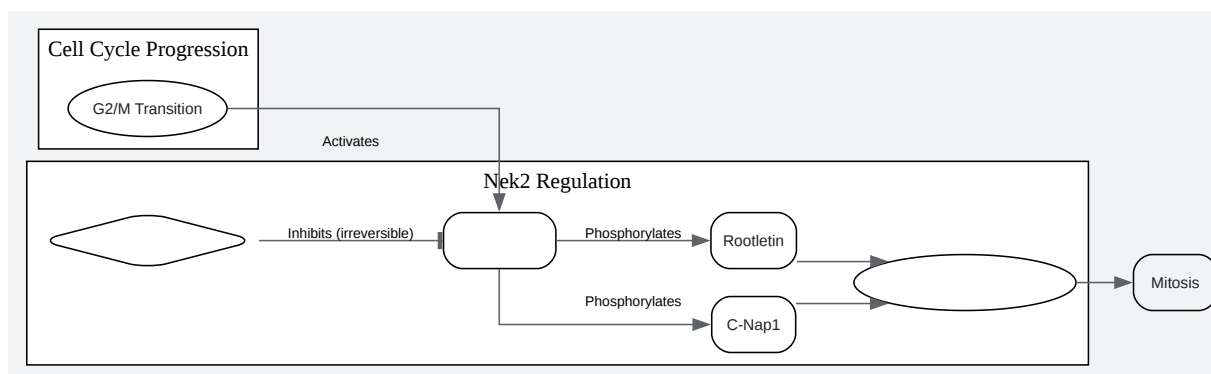 Cell Cycle Progression
G2/M Transition
Activates
Nek2 Regulation
Inhibits (irreversible)
Phosphorylates
Rootletin
Mitosis
Phosphorylates
C-Nap1